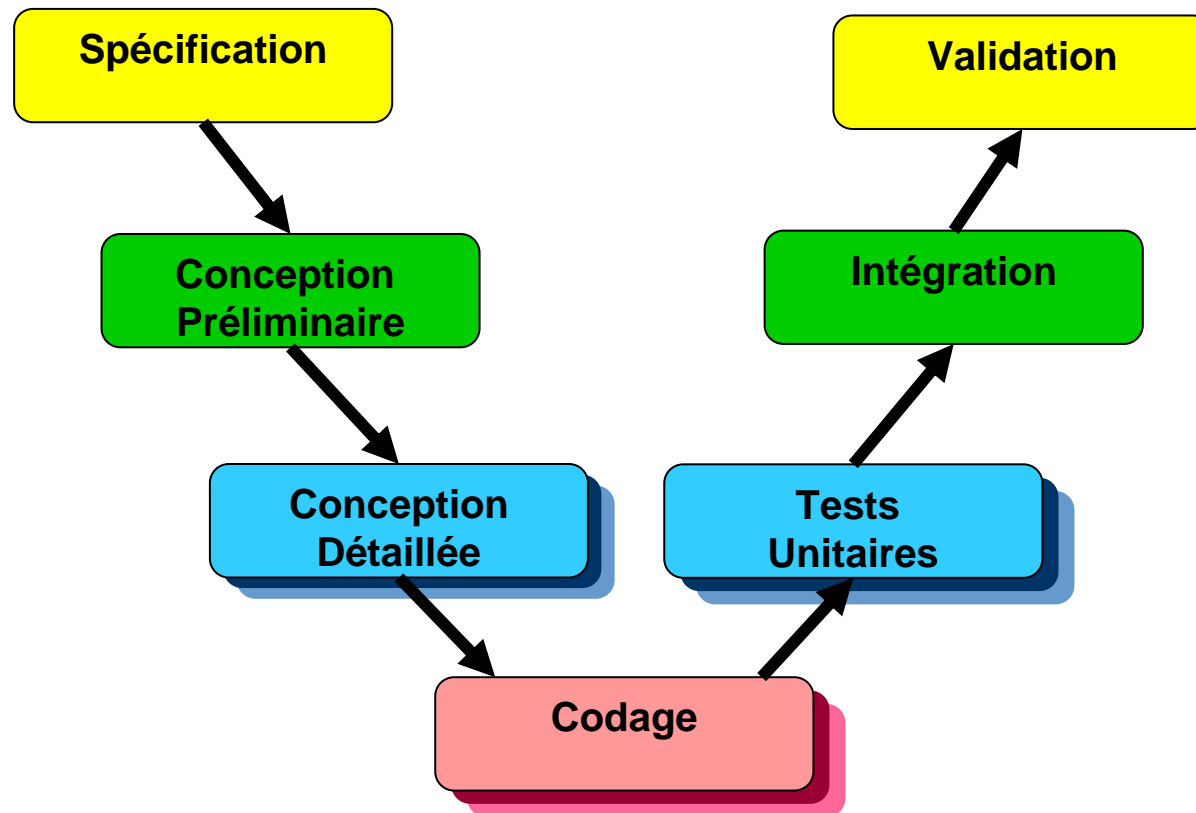 Spécification
Validation
Conception
Préliminaire
Intégration
Conception
Détaillée
Tests
Unitaires
Codage